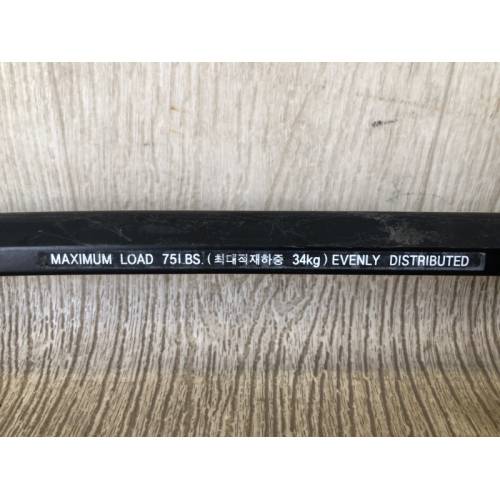 MAXIMUM LOAD 75LBS. (최대적재하중 34kg) EVENLY DISTRIBUTED